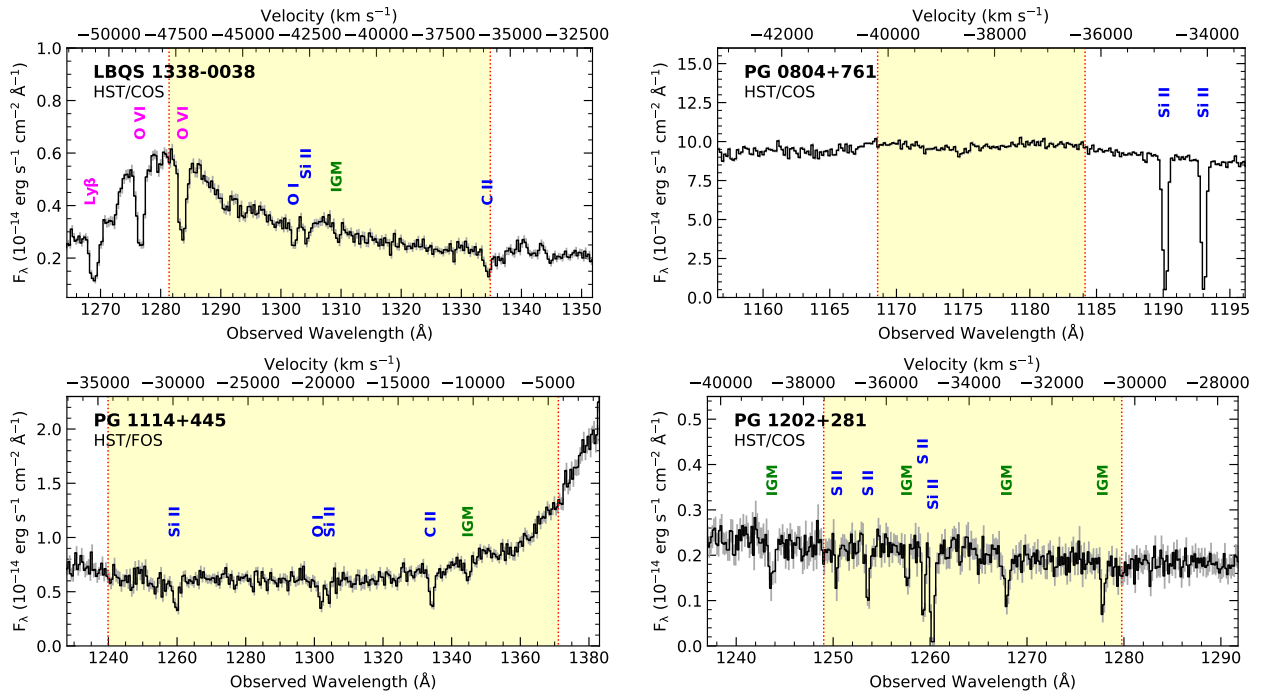 Velocity (km s⁻¹)
−50000 −47500 −45000 −42500 −40000 −37500 −35000 −32500
LBQS 1338-0038
HST/COS
Lyβ
O VI
O VI
O I
Si II
IGM
C II
F_λ (10⁻¹⁴ erg s⁻¹ cm⁻² Å⁻¹)
1.0
0.8
0.6
0.4
0.2
1270 1280 1290 1300 1310 1320 1330 1340 1350
Observed Wavelength (Å)
Velocity (km s⁻¹)
−42000 −40000 −38000 −36000 −34000
PG 0804+761
HST/COS
Si II
Si II
F_λ (10⁻¹⁴ erg s⁻¹ cm⁻² Å⁻¹)
15.0
12.5
10.0
7.5
5.0
2.5
0.0
1160 1165 1170 1175 1180 1185 1190 1195
Observed Wavelength (Å)
Velocity (km s⁻¹)
−35000 −30000 −25000 −20000 −15000 −10000 −5000
PG 1114+445
HST/FOS
Si II
O I
Si II
C II
IGM
F_λ (10⁻¹⁴ erg s⁻¹ cm⁻² Å⁻¹)
2.0
1.5
1.0
0.5
0.0
1240 1260 1280 1300 1320 1340 1360 1380
Observed Wavelength (Å)
Velocity (km s⁻¹)
−40000 −38000 −36000 −34000 −32000 −30000 −28000
PG 1202+281
HST/COS
IGM
S II
S II
IGM
S II
Si II
IGM
IGM
F_λ (10⁻¹⁴ erg s⁻¹ cm⁻² Å⁻¹)
0.5
0.4
0.3
0.2
0.1
0.0
1240 1250 1260 1270 1280 1290
Observed Wavelength (Å)